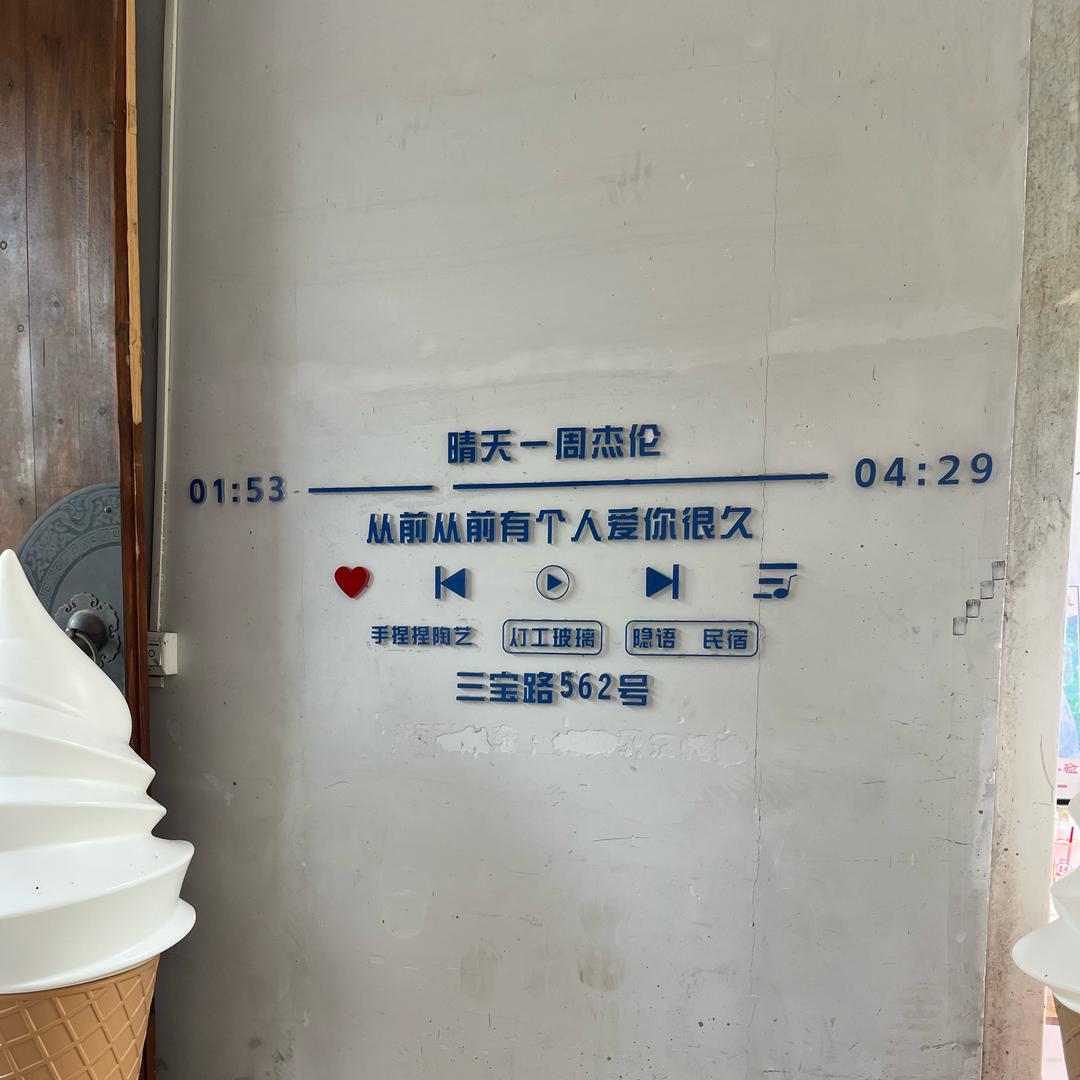 晴天一周杰伦
01:53 04:29
从前从前有个人爱你很久
手捏捏陶艺 灯工玻璃 隐语 民宿
三宝路562号
验